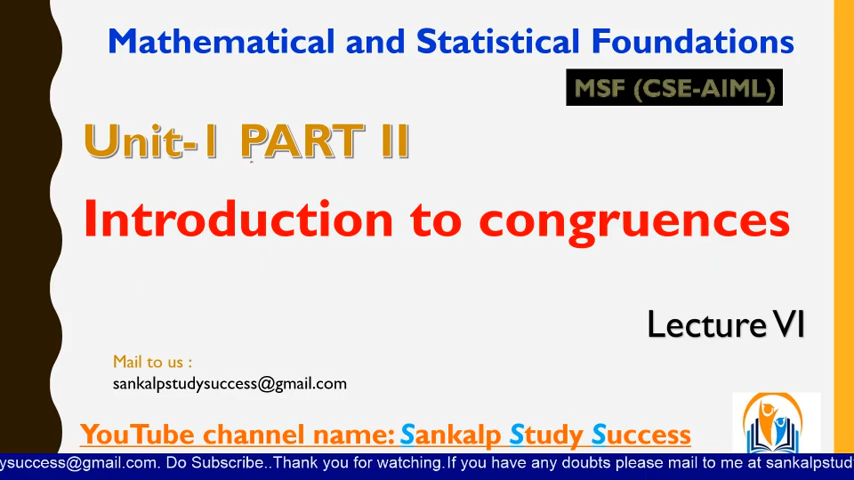 Mathematical and Statistical Foundations
MSF (CSE-AIML)
Unit-1 PART II
Introduction to congruences
Lecture VI
Mail to us :
sankalpstudysuccess@gmail.com
YouTube channel name: Sankalp Study Success
ysuccess@gmail.com. Do Subscribe..Thank you for watching.If you have any doubts please mail to me at sankalpstud